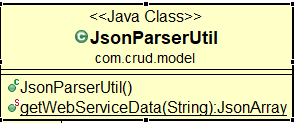 <<Java Class>>
JsonParserUtil
com.crud.model
JsonParserUtil()
getWebServiceData(String):JsonArray